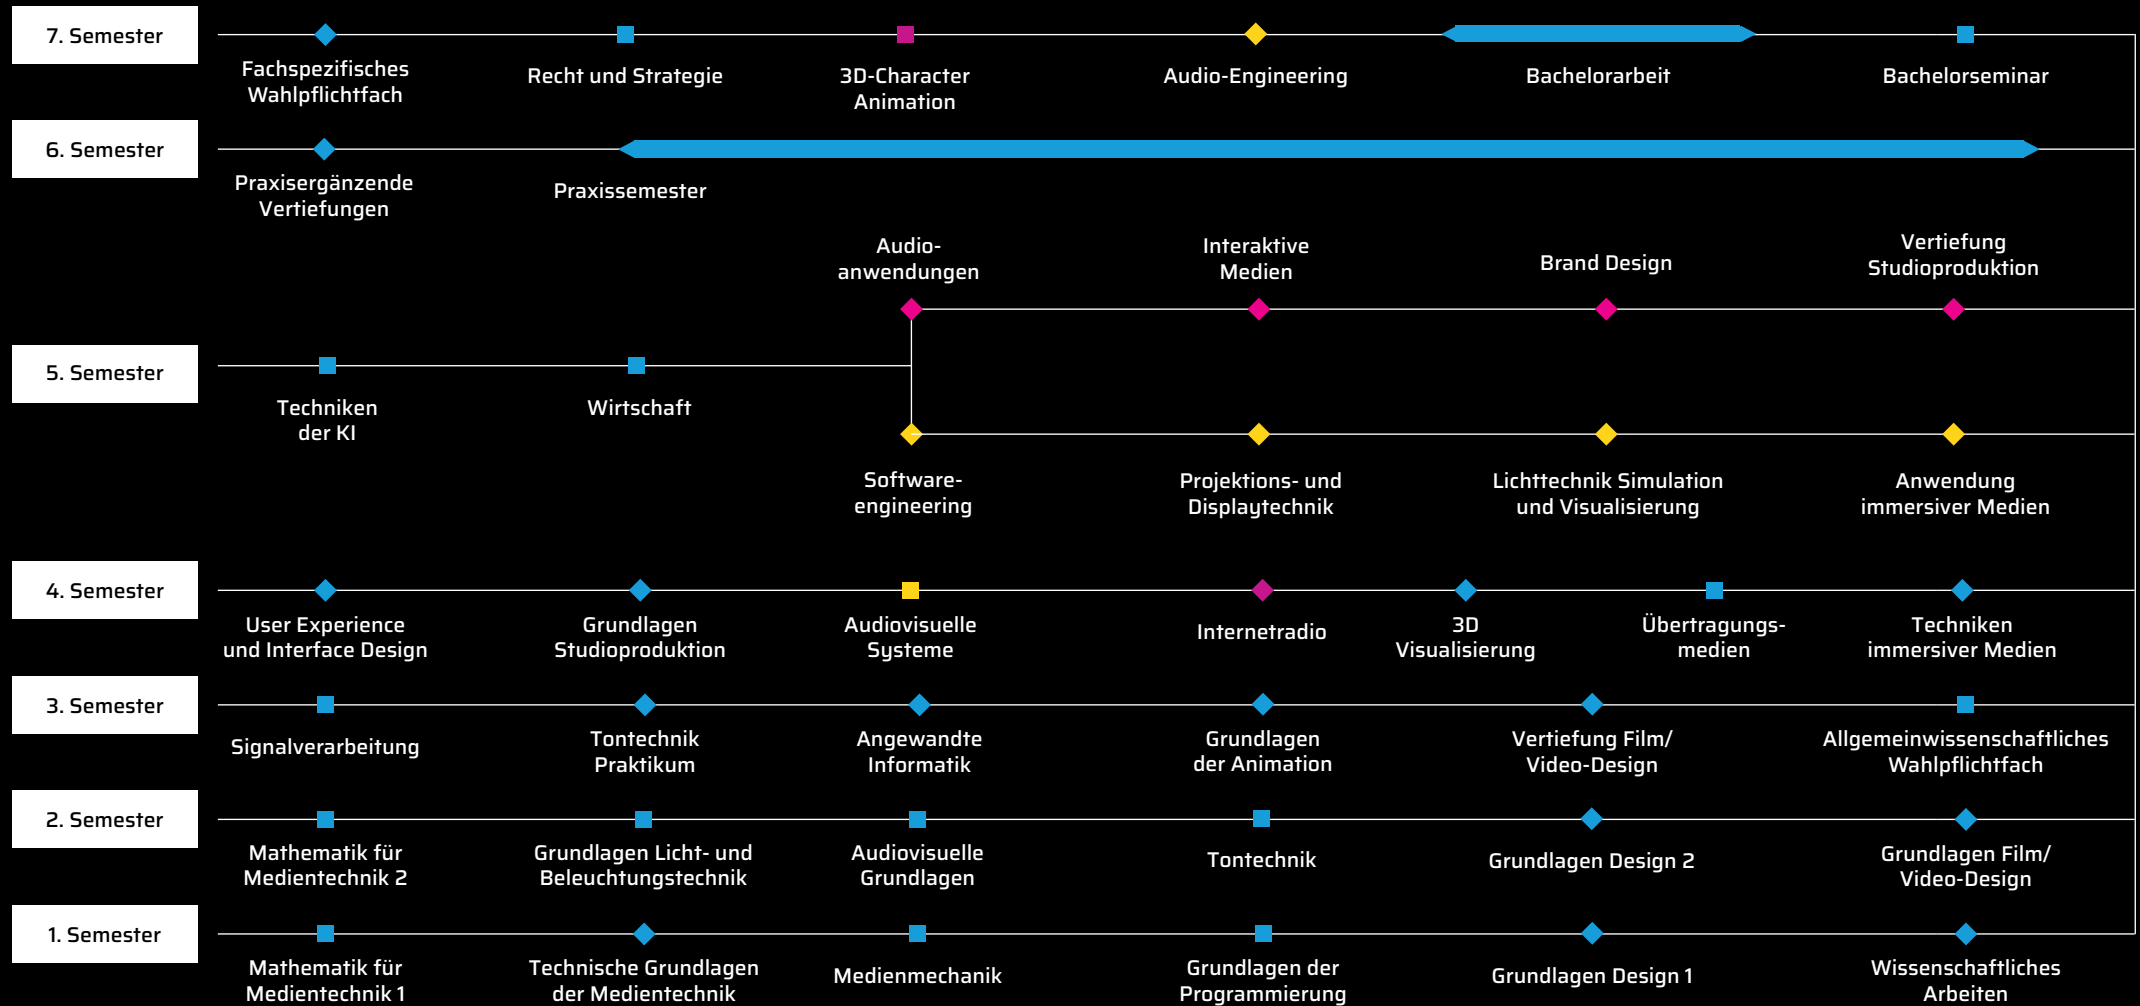 7. Semester
Fachspezifisches
Wahlpflichtfach
Recht und Strategie
3D-Character
Animation
Audio-Engineering
Bachelorarbeit
Bachelorseminar
6. Semester
Praxisergänzende
Vertiefungen
Praxissemester
5. Semester
Techniken
der KI
Wirtschaft
Audio-
anwendungen
Interaktive
Medien
Brand Design
Vertiefung
Studioproduktion
Software-
engineering
Projektions- und
Displaytechnik
Lichttechnik Simulation
und Visualisierung
Anwendung
immersiver Medien
4. Semester
User Experience
und Interface Design
Grundlagen
Studioproduktion
Audiovisuelle
Systeme
Internetradio
3D
Visualisierung
Übertragungs-
medien
Techniken
immersiver Medien
3. Semester
Signalverarbeitung
Tontechnik
Praktikum
Angewandte
Informatik
Grundlagen
der Animation
Vertiefung Film/
Video-Design
Allgemeinwissenschaftliches
Wahlpflichtfach
2. Semester
Mathematik für
Medientechnik 2
Grundlagen Licht- und
Beleuchtungstechnik
Audiovisuelle
Grundlagen
Tontechnik
Grundlagen Design 2
Grundlagen Film/
Video-Design
1. Semester
Mathematik für
Medientechnik 1
Technische Grundlagen
der Medientechnik
Medienmechanik
Grundlagen der
Programmierung
Grundlagen Design 1
Wissenschaftliches
Arbeiten